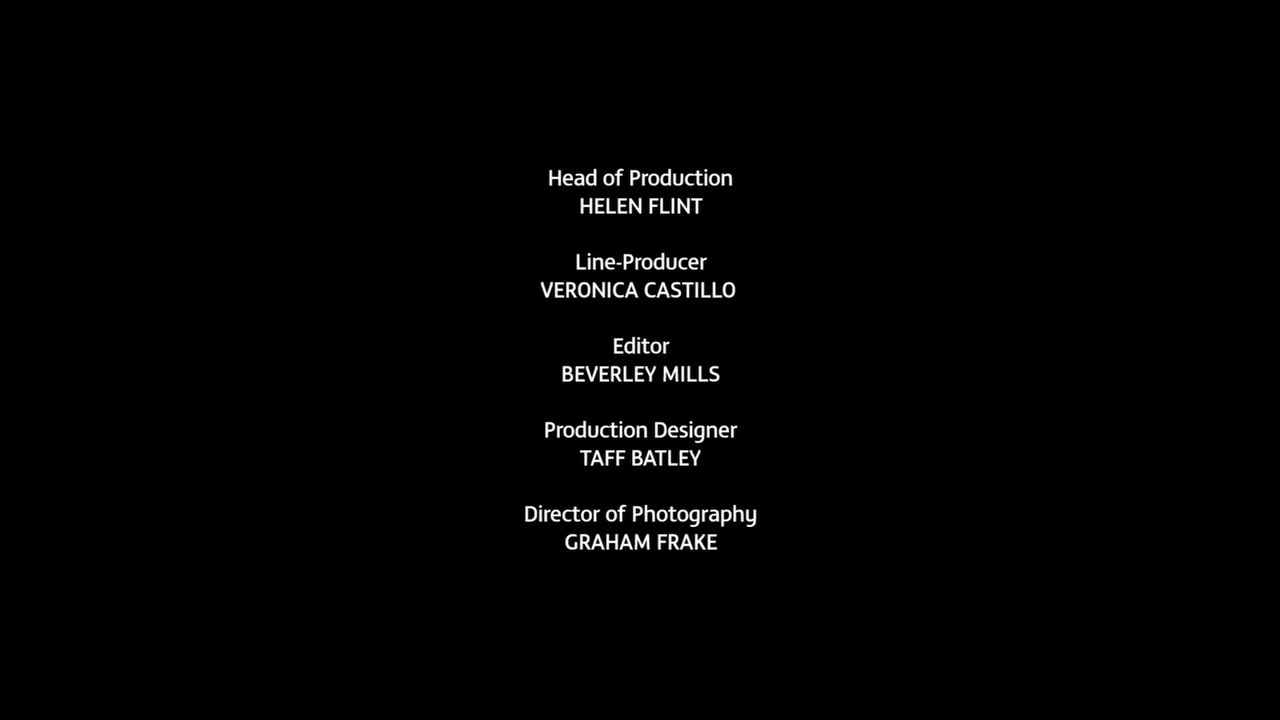 Head of Production
HELEN FLINT
Line-Producer
VERONICA CASTILLO
Editor
BEVERLEY MILLS
Production Designer
TAFF BATLEY
Director of Photography
GRAHAM FRAKE